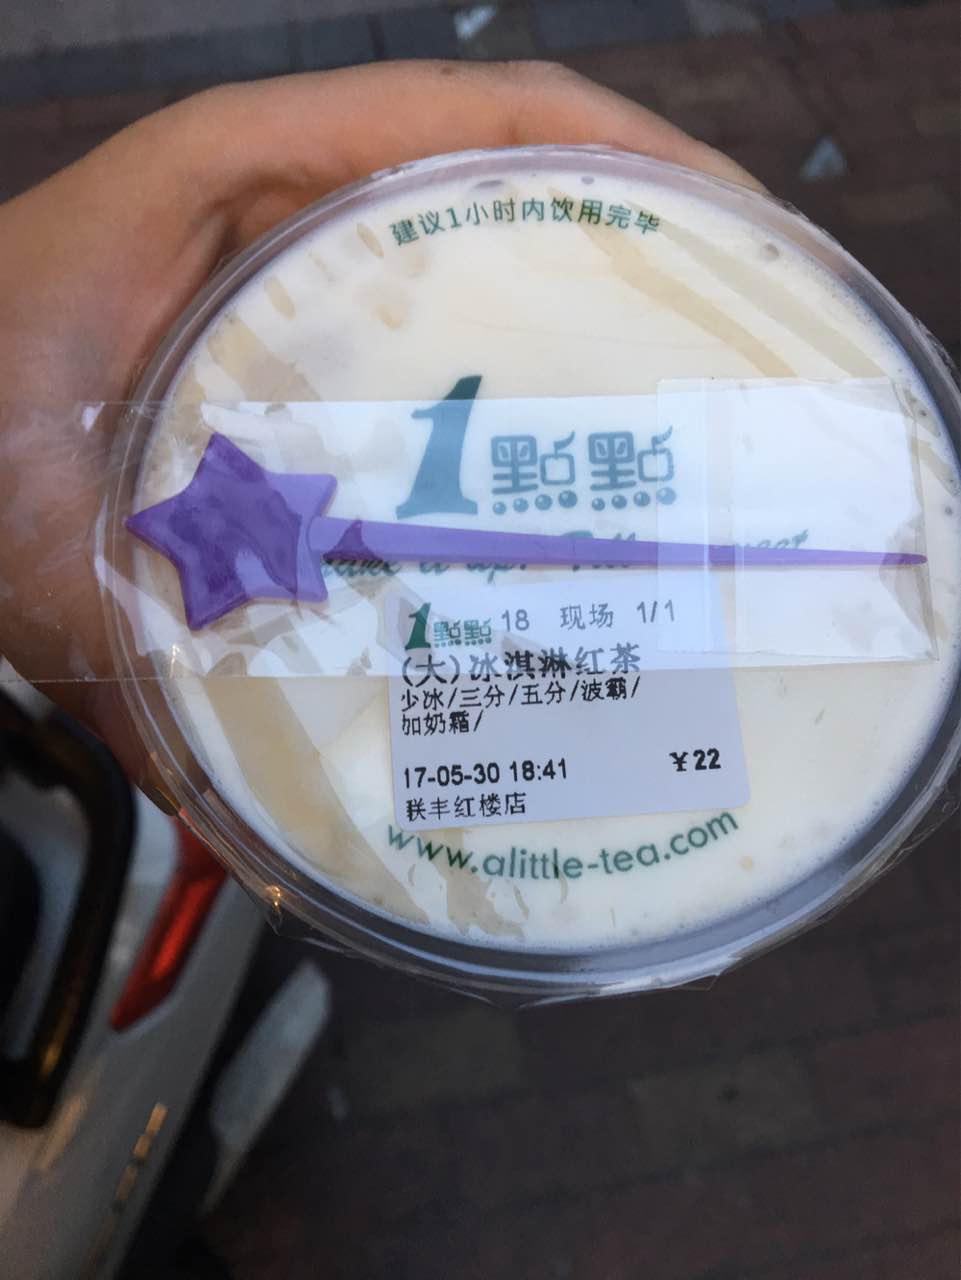 建议1小时内饮用完毕
1點點
1點點 18 现场 1/1
(大)冰淇淋红茶
少冰/三分/五分/波霸/
加奶霜/
17-05-30 18:41 ¥22
联丰红楼店
www.alittle-tea.com